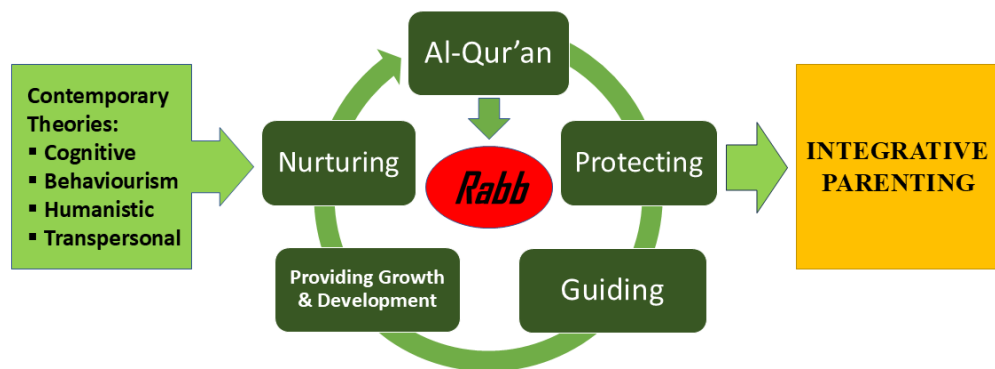 Contemporary
Theories:
▪ Cognitive
▪ Behaviourism
▪ Humanistic
▪ Transpersonal
Al-Qur’an
Nurturing
Rabb
Protecting
Providing Growth
& Development
Guiding
INTEGRATIVE
PARENTING